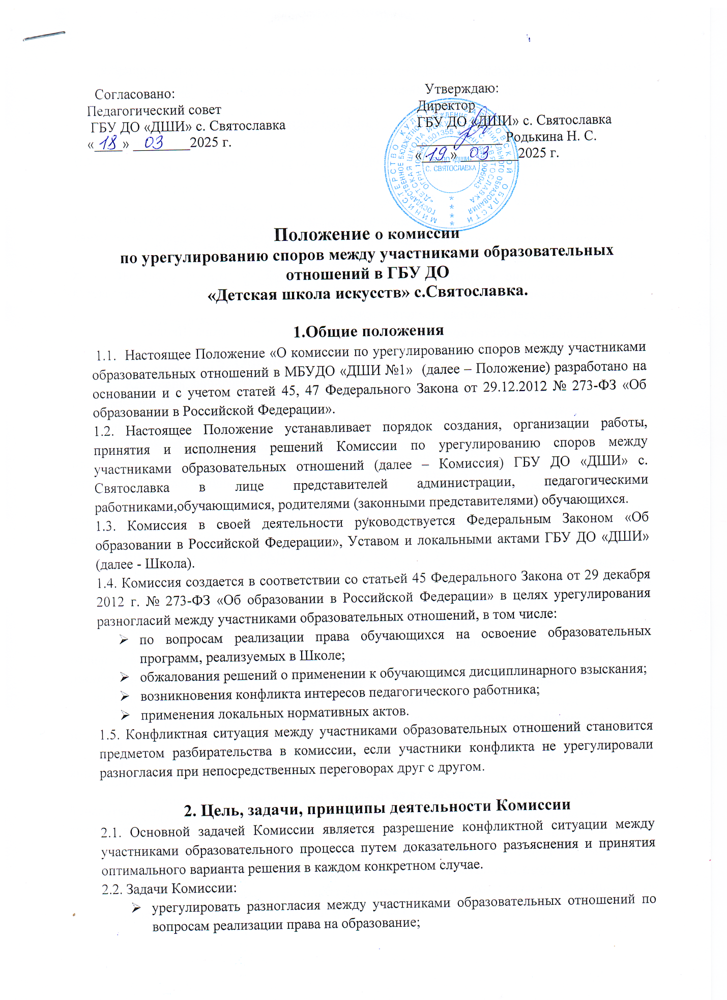 Согласовано:
Педагогический совет
ГБУ ДО «ДШИ» с. Святославка
«18» 03 2025 г.
Утверждаю:
Директор
ГБУ ДО «ДШИ» с. Святославка
Родькина Н. С.
«19» 03 2025 г.
С. СВЯТОСЛАВКА
Положение о комиссии
по урегулированию споров между участниками образовательных
отношений в ГБУ ДО
«Детская школа искусств» с.Святославка.
1.Общие положения
1.1. Настоящее Положение «О комиссии по урегулированию споров между участниками
образовательных отношений в МБУДО «ДШИ №1» (далее – Положение) разработано на
основании и с учетом статей 45, 47 Федерального Закона от 29.12.2012 № 273-ФЗ «Об
образовании в Российской Федерации».
1.2. Настоящее Положение устанавливает порядок создания, организации работы,
принятия и исполнения решений Комиссии по урегулированию споров между
участниками образовательных отношений (далее – Комиссия) ГБУ ДО «ДШИ» с.
Святославка в лице представителей администрации, педагогическими
работниками,обучающимися, родителями (законными представителями) обучающихся.
1.3. Комиссия в своей деятельности руководствуется Федеральным Законом «Об
образовании в Российской Федерации», Уставом и локальными актами ГБУ ДО «ДШИ»
(далее - Школа).
1.4. Комиссия создается в соответствии со статьей 45 Федерального Закона от 29 декабря
2012 г. № 273-ФЗ «Об образовании в Российской Федерации» в целях урегулирования
разногласий между участниками образовательных отношений, в том числе:
➢ по вопросам реализации права обучающихся на освоение образовательных
программ, реализуемых в Школе;
➢ обжалования решений о применении к обучающимся дисциплинарного взыскания;
➢ возникновения конфликта интересов педагогического работника;
➢ применения локальных нормативных актов.
1.5. Конфликтная ситуация между участниками образовательных отношений становится
предметом разбирательства в комиссии, если участники конфликта не урегулировали
разногласия при непосредственных переговорах друг с другом.
2. Цель, задачи, принципы деятельности Комиссии
2.1. Основной задачей Комиссии является разрешение конфликтной ситуации между
участниками образовательного процесса путем доказательного разъяснения и принятия
оптимального варианта решения в каждом конкретном случае.
2.2. Задачи Комиссии:
➢ урегулировать разногласия между участниками образовательных отношений по
вопросам реализации права на образование;